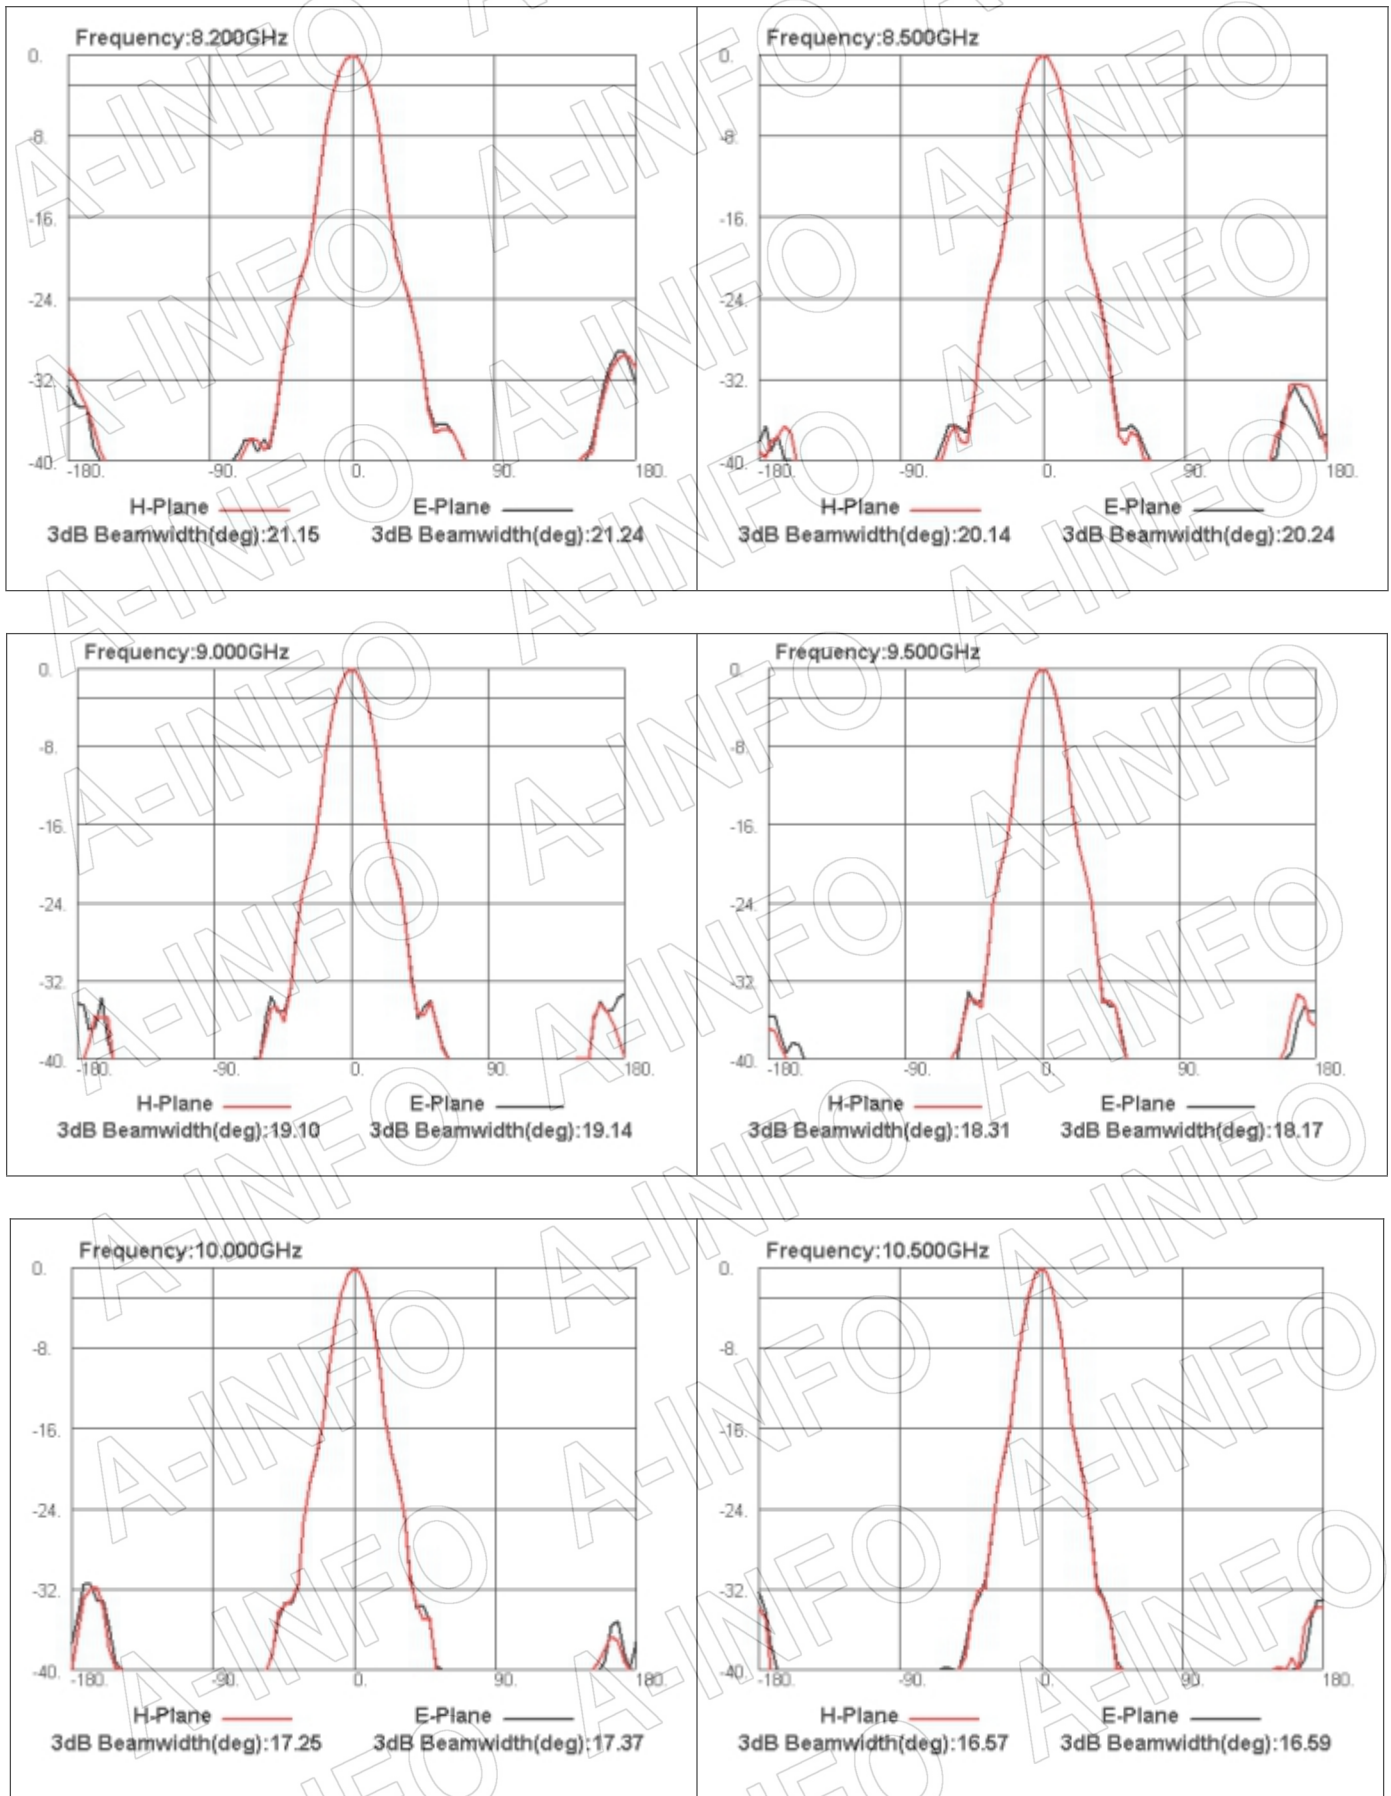 Frequency:8.200GHz
0.
-8.
-16.
-24.
-32.
-40.
-180. -90. 0. 90. 180.
H-Plane E-Plane
3dB Beamwidth(deg):21.15 3dB Beamwidth(deg):21.24
Frequency:8.500GHz
0.
-8.
-16.
-24.
-32.
-40.
-180. -90. 0. 90. 180.
H-Plane E-Plane
3dB Beamwidth(deg):20.14 3dB Beamwidth(deg):20.24
Frequency:9.000GHz
0.
-8.
-16.
-24.
-32.
-40.
-180. -90. 0. 90. 180.
H-Plane E-Plane
3dB Beamwidth(deg):19.10 3dB Beamwidth(deg):19.14
Frequency:9.500GHz
0.
-8.
-16.
-24.
-32.
-40.
-180. -90. 0. 90. 180.
H-Plane E-Plane
3dB Beamwidth(deg):18.31 3dB Beamwidth(deg):18.17
Frequency:10.000GHz
0.
-8.
-16.
-24.
-32.
-40.
-180. -90. 0. 90. 180.
H-Plane E-Plane
3dB Beamwidth(deg):17.25 3dB Beamwidth(deg):17.37
Frequency:10.500GHz
0.
-8.
-16.
-24.
-32.
-40.
-180. -90. 0. 90. 180.
H-Plane E-Plane
3dB Beamwidth(deg):16.57 3dB Beamwidth(deg):16.59
A-INFO